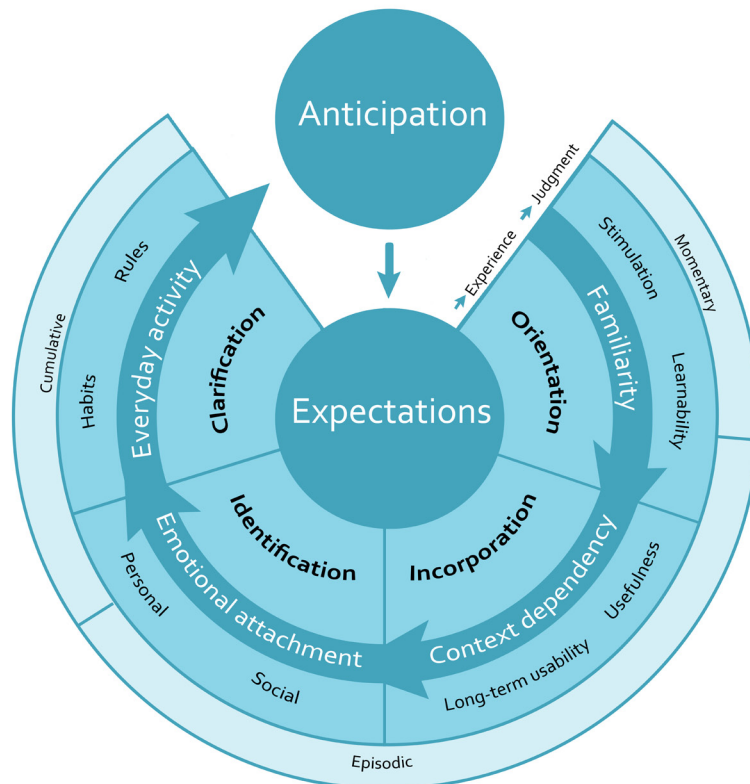 Anticipation
Experience
Judgment
Expectations
Orientation
Familiarity
Stimulation
Learnability
Momentary
Incorporation
Context dependency
Usefulness
Long-term usability
Episodic
Identification
Emotional attachment
Social
Personal
Clarification
Everyday activity
Habits
Rules
Cumulative